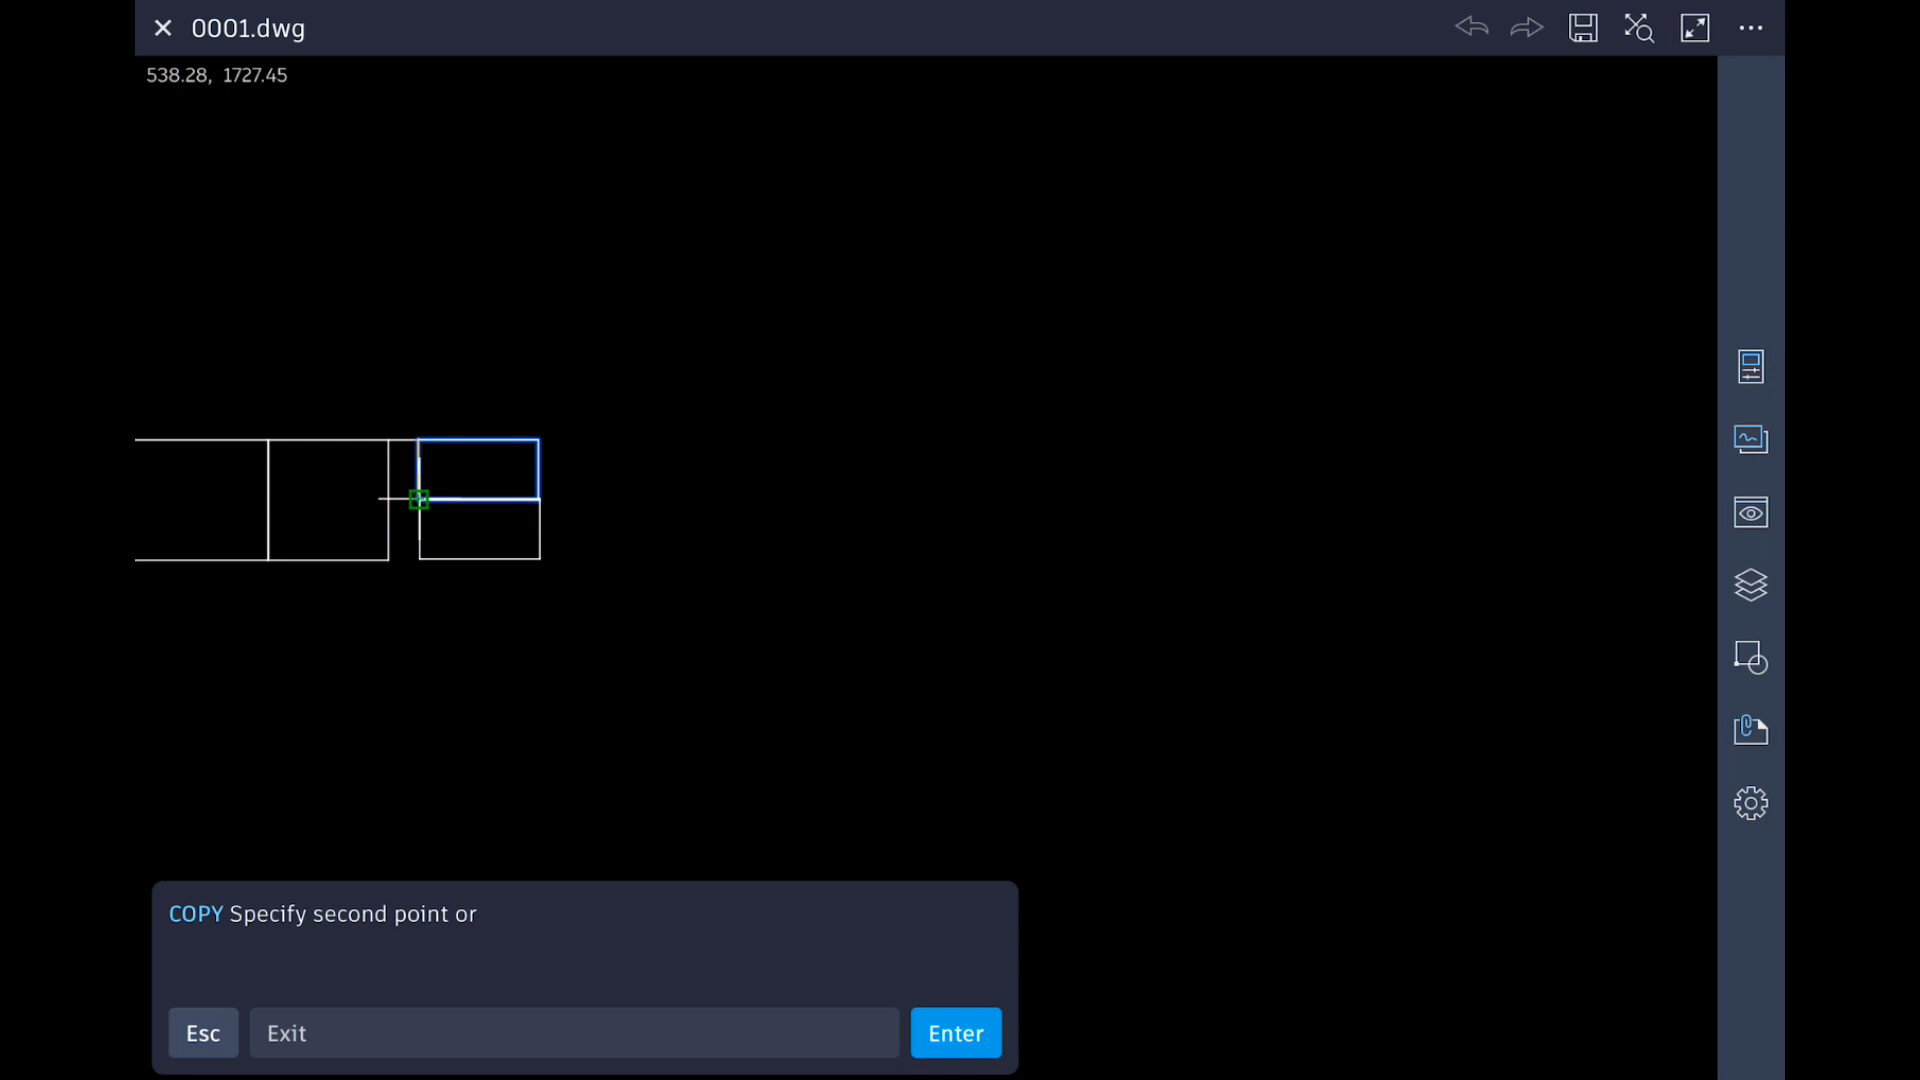 0001.dwg
538.28, 1727.45
COPY Specify second point or
Esc Exit Enter